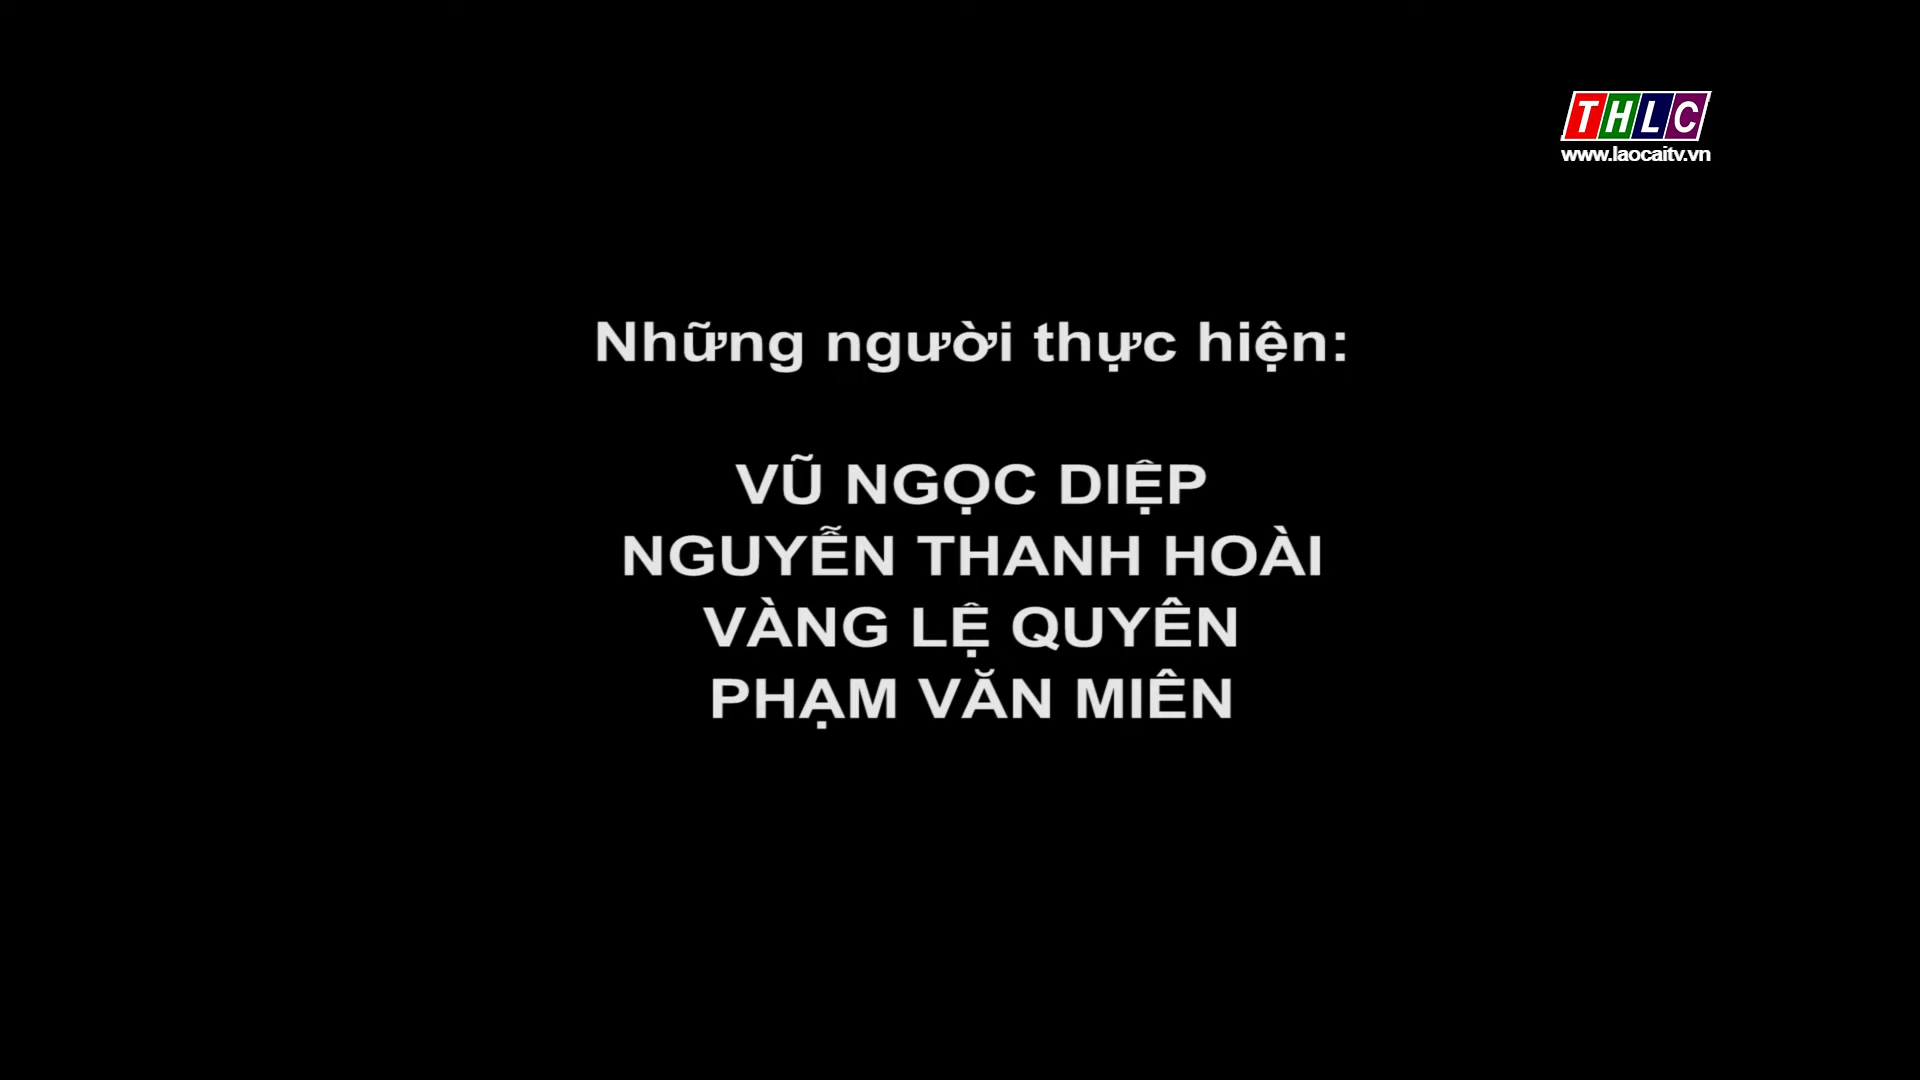 THLC
www.laocaitv.vn
Những người thực hiện:
VŨ NGỌC DIỆP
NGUYỄN THANH HOÀI
VÀNG LỆ QUYÊN
PHẠM VĂN MIÊN